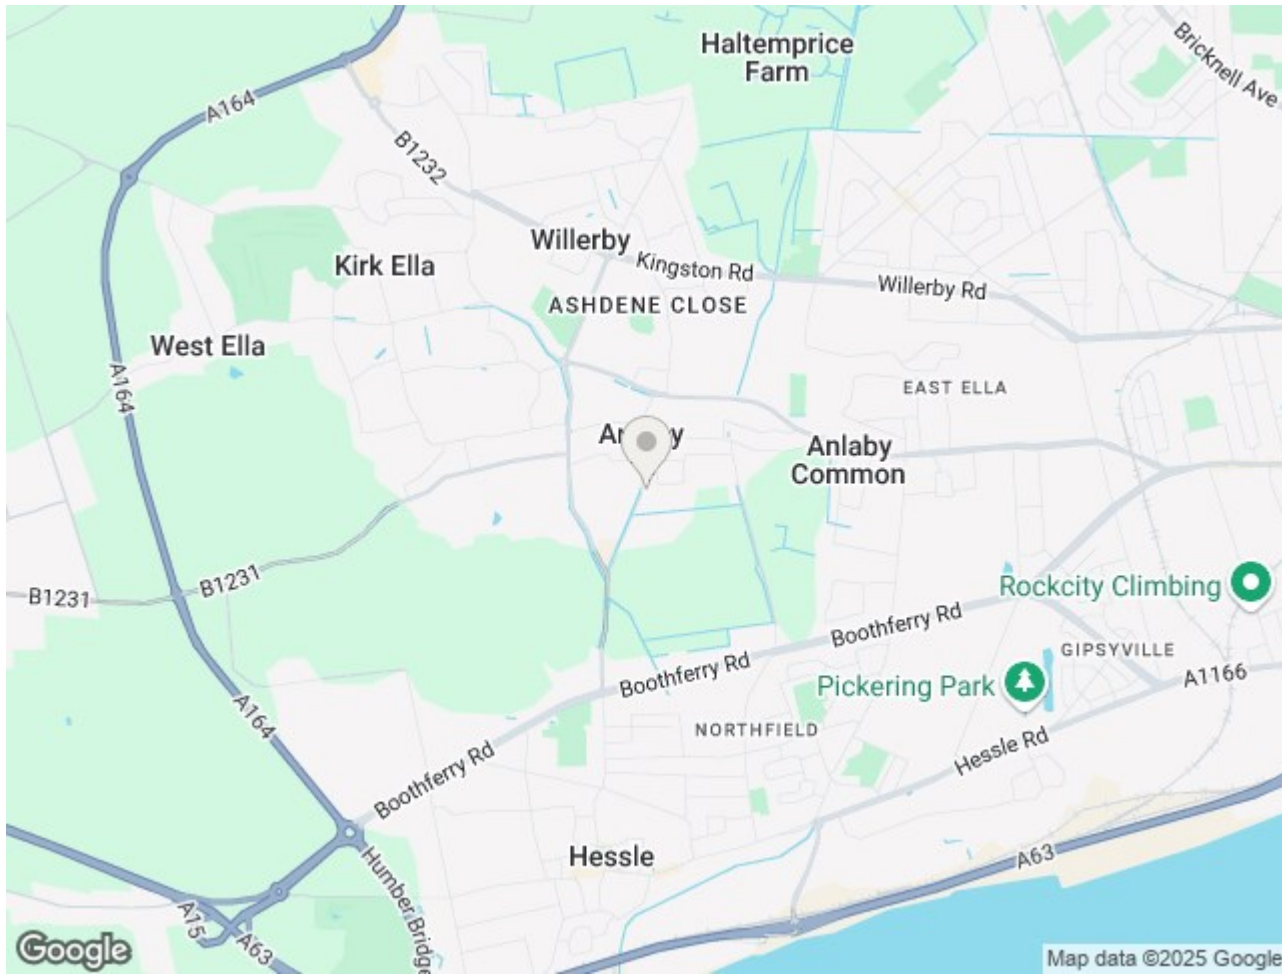 Haltemprice
Farm
Bricknell Ave
A164
B1232
Willerby
Kingston Rd
Willerby Rd
Kirk Ella
ASHDENE CLOSE
West Ella
A164
EAST ELLA
Anlaby
Common
B1231
B1231
Rockcity Climbing
Boothferry Rd
Boothferry Rd
GIPSYVILLE
Pickering Park
A1166
A164
NORTHFIELD
Hessle Rd
Boothferry Rd
Hessle
A63
Humber Bridge
A15
A63
Google
Map data ©2025 Google